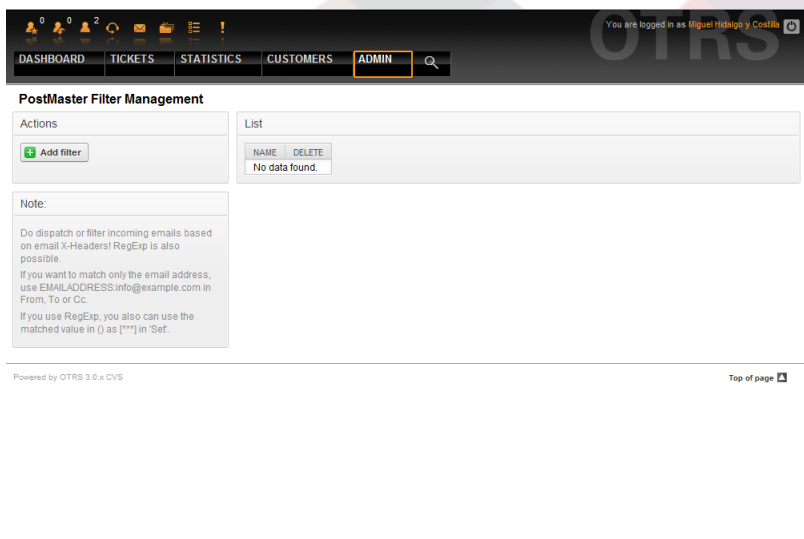 0 0 2
You are logged in as Miguel Hidalgo y Costilla
OTRS
DASHBOARD TICKETS STATISTICS CUSTOMERS ADMIN
PostMaster Filter Management
Actions
Add filter
List
NAME DELETE
No data found.
Note:
Do dispatch or filter incoming emails based
on email X-Headers! RegExp is also
possible.
If you want to match only the email address,
use EMAILADDRESS:info@example.com in
From, To or Cc.
If you use RegExp, you also can use the
matched value in () as [***] in 'Set'.
Powered by OTRS 3.0.x CVS
Top of page